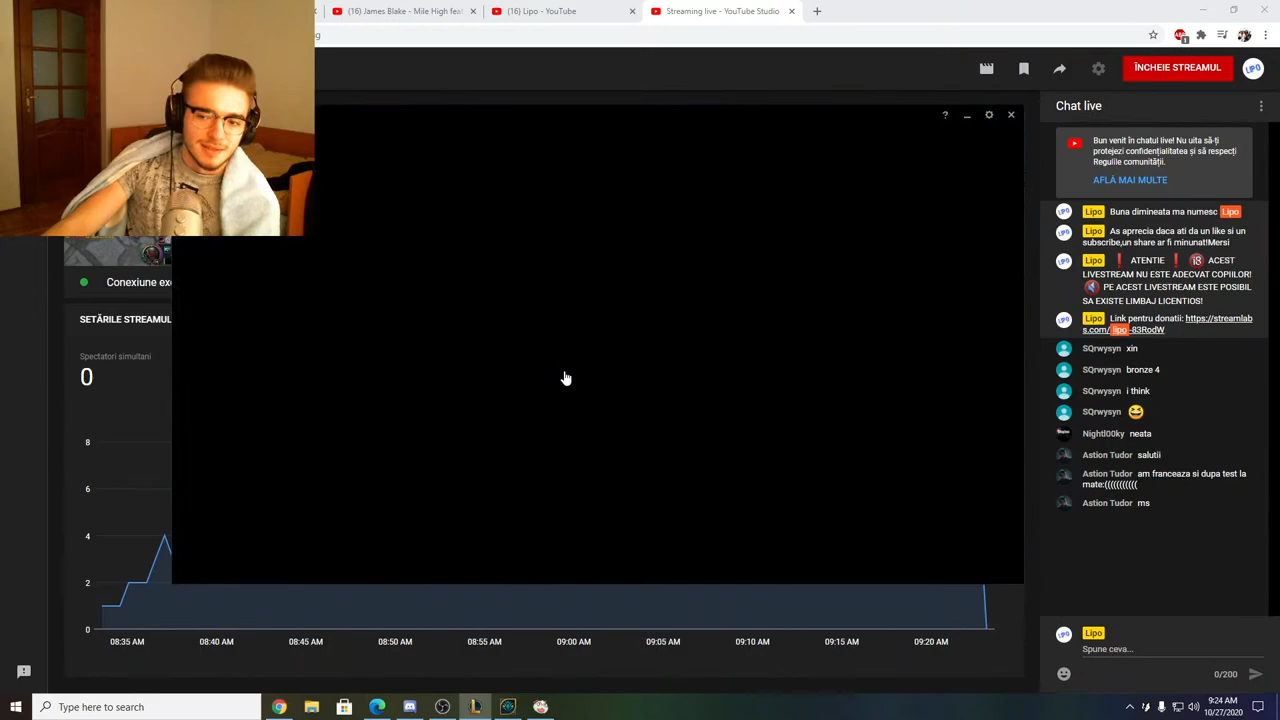 (16) James Blake - Mile High feat
(16) Lipo - YouTube
Streaming live - YouTube Studio
ÎNCHEIE STREAMUL
LIPO
Chat live
Bun venit în chatul live! Nu uita să-ți
protejezi confidențialitatea și să respecți
Regulile comunității.
AFLĂ MAI MULTE
Lipo Buna dimineata ma numesc Lipo
Lipo As aprrecia daca ati da un like si un
subscribe,un share ar fi minunat!Mersi
Lipo ❗ ATENTIE ❗ 🔞 ACEST
LIVESTREAM NU ESTE ADECVAT COPIILOR!
🔇 PE ACEST LIVESTREAM ESTE POSIBIL
SA EXISTE LIMBAJ LICENTIOS!
Lipo Link pentru donatii: https://streamlab
s.com/lipo-83RodW
SQrwysyn xin
SQrwysyn bronze 4
SQrwysyn i think
SQrwysyn 😆
Nightl00ky neata
Astion Tudor salutii
Astion Tudor am franceaza si dupa test la
mate:(((((((((((
Astion Tudor ms
Lipo
Spune ceva...
0/200
Conexiune exc
SETĂRILE STREAMUL
Spectatori simultani
0
8
6
4
2
0
08:35 AM 08:40 AM 08:45 AM 08:50 AM 08:55 AM 09:00 AM 09:05 AM 09:10 AM 09:15 AM 09:20 AM
Type here to search
9:24 AM
10/27/2020